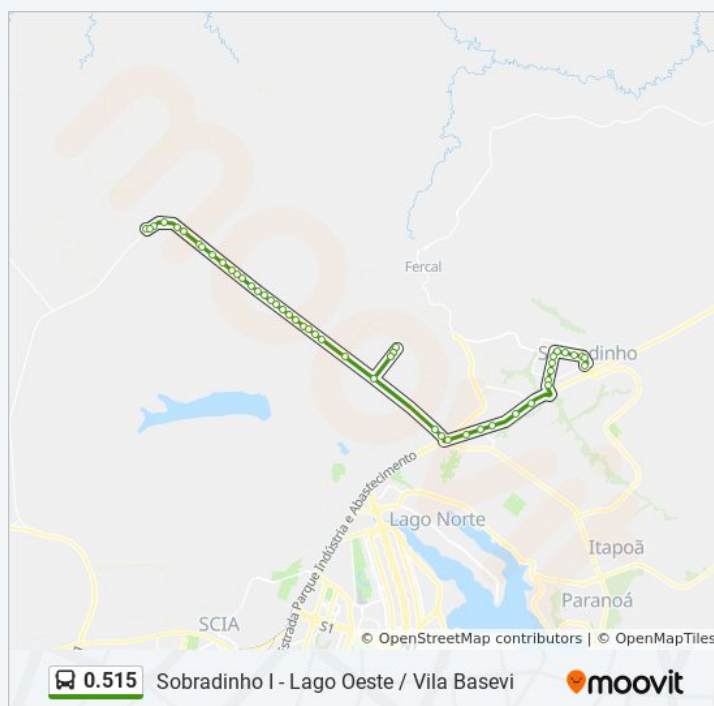 Fercal
Sobradinho
Estrada Parque Indústria e Abastecimento
Lago Norte
Itapoã
Paranoá
SCIA
S1
© OpenStreetMap contributors | © OpenMapTiles
0.515 Sobradinho I - Lago Oeste / Vila Basevi moovit
moovit